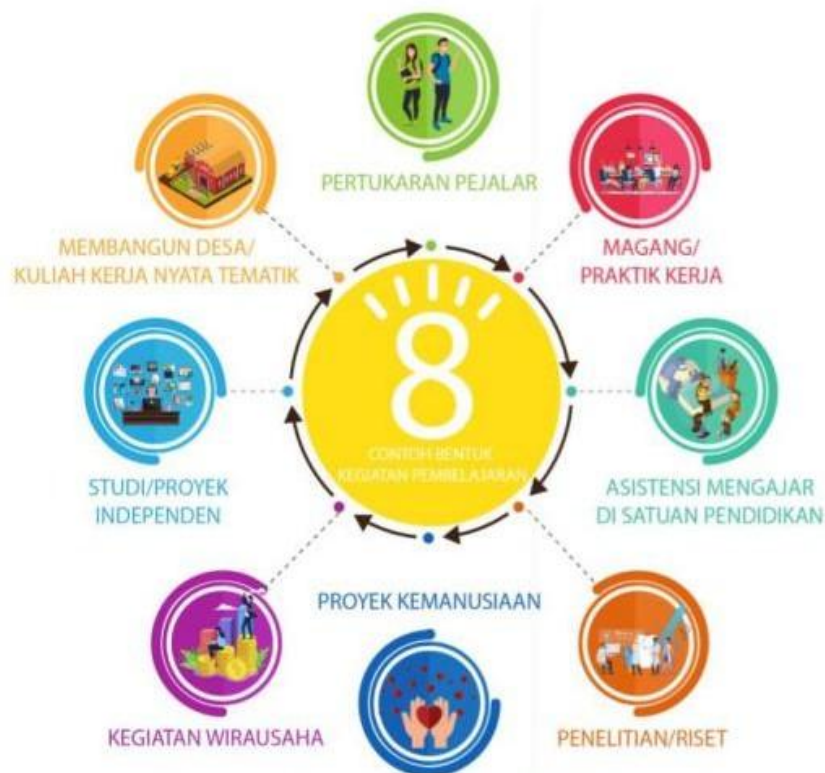 PERTUKARAN PEJALAR
MAGANG/
PRAKTIK KERJA
ASISTENSI MENGAJAR
DI SATUAN PENDIDIKAN
PENELITIAN/RISET
PROYEK KEMANUSIAAN
KEGIATAN WIRAUSAHA
STUDI/PROYEK
INDEPENDEN
MEMBANGUN DESA/
KULIAH KERJA NYATA TEMATIK
8
CONTOH BENTUK
KEGIATAN PEMBELAJARAN